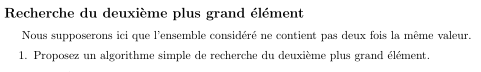 Recherche du deuxième plus grand élément
Nous supposerons ici que l'ensemble considéré ne contient pas deux fois la même valeur.
1. Proposez un algorithme simple de recherche du deuxième plus grand élément.